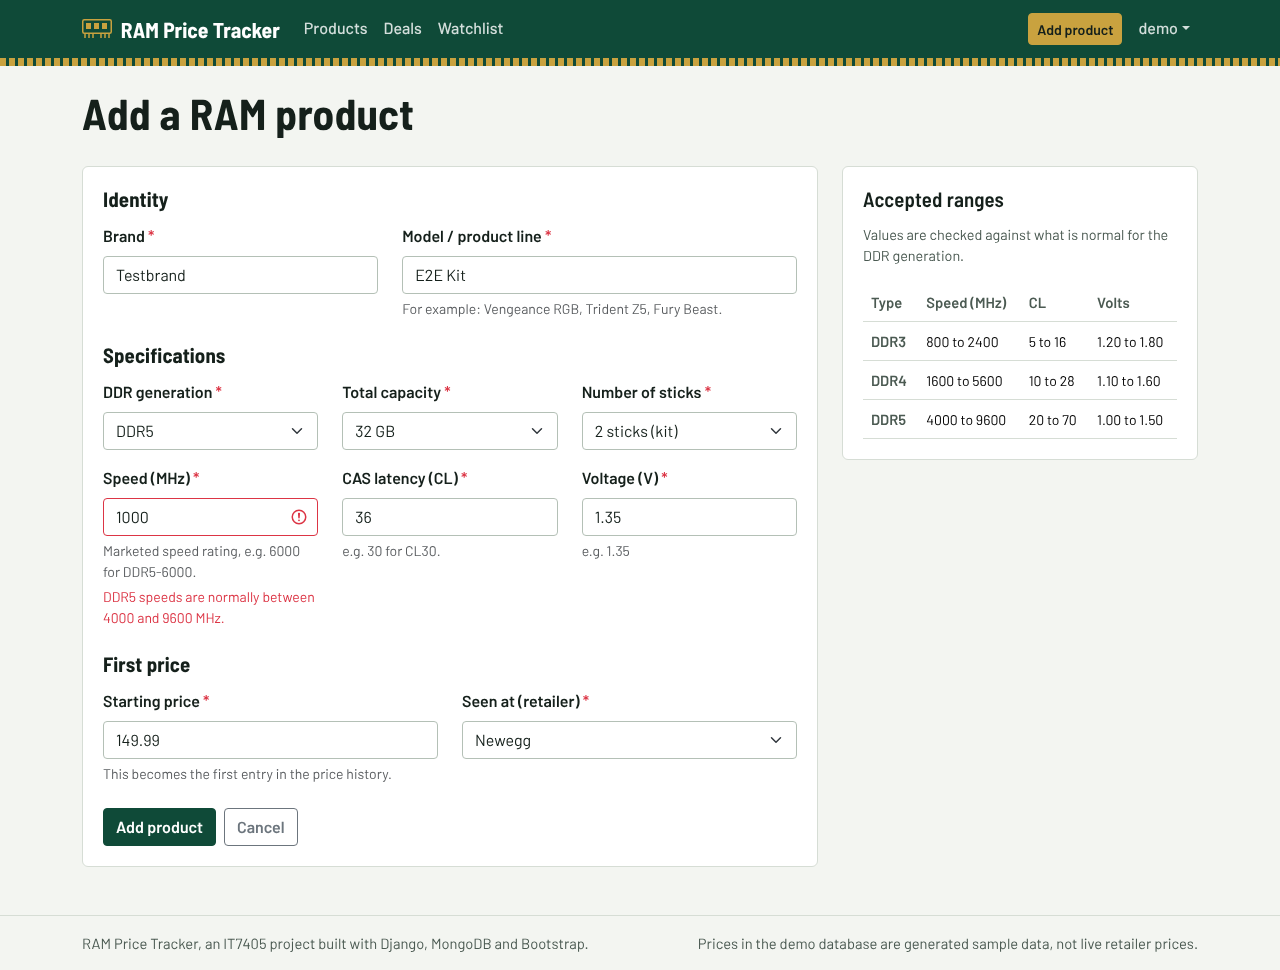 RAM Price Tracker
Products
Deals
Watchlist
Add product
demo
Add a RAM product
Identity
Brand *
Model / product line *
Testbrand
E2E Kit
For example: Vengeance RGB, Trident Z5, Fury Beast.
Specifications
DDR generation *
Total capacity *
Number of sticks *
DDR5
32 GB
2 sticks (kit)
Speed (MHz) *
CAS latency (CL) *
Voltage (V) *
1000
36
1.35
Marketed speed rating, e.g. 6000
for DDR5-6000.
e.g. 30 for CL30.
e.g. 1.35
DDR5 speeds are normally between
4000 and 9600 MHz.
First price
Starting price *
Seen at (retailer) *
149.99
Newegg
This becomes the first entry in the price history.
Add product
Cancel
Accepted ranges
Values are checked against what is normal for the
DDR generation.
Type Speed (MHz) CL Volts
DDR3 800 to 2400 5 to 16 1.20 to 1.80
DDR4 1600 to 5600 10 to 28 1.10 to 1.60
DDR5 4000 to 9600 20 to 70 1.00 to 1.50
RAM Price Tracker, an IT7405 project built with Django, MongoDB and Bootstrap.
Prices in the demo database are generated sample data, not live retailer prices.